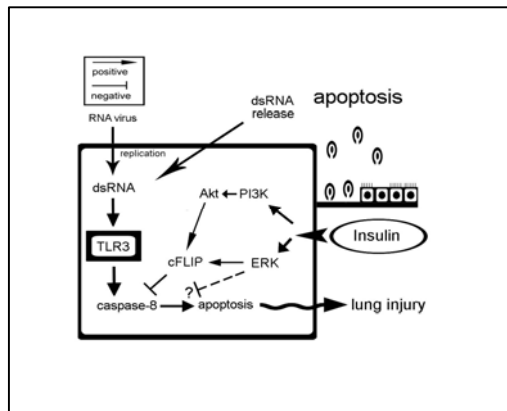 positive
negative
RNA virus
replication
dsRNA
release
apoptosis
dsRNA
Akt
PI3K
TLR3
Insulin
cFLIP
ERK
?
caspase-8
apoptosis
lung injury